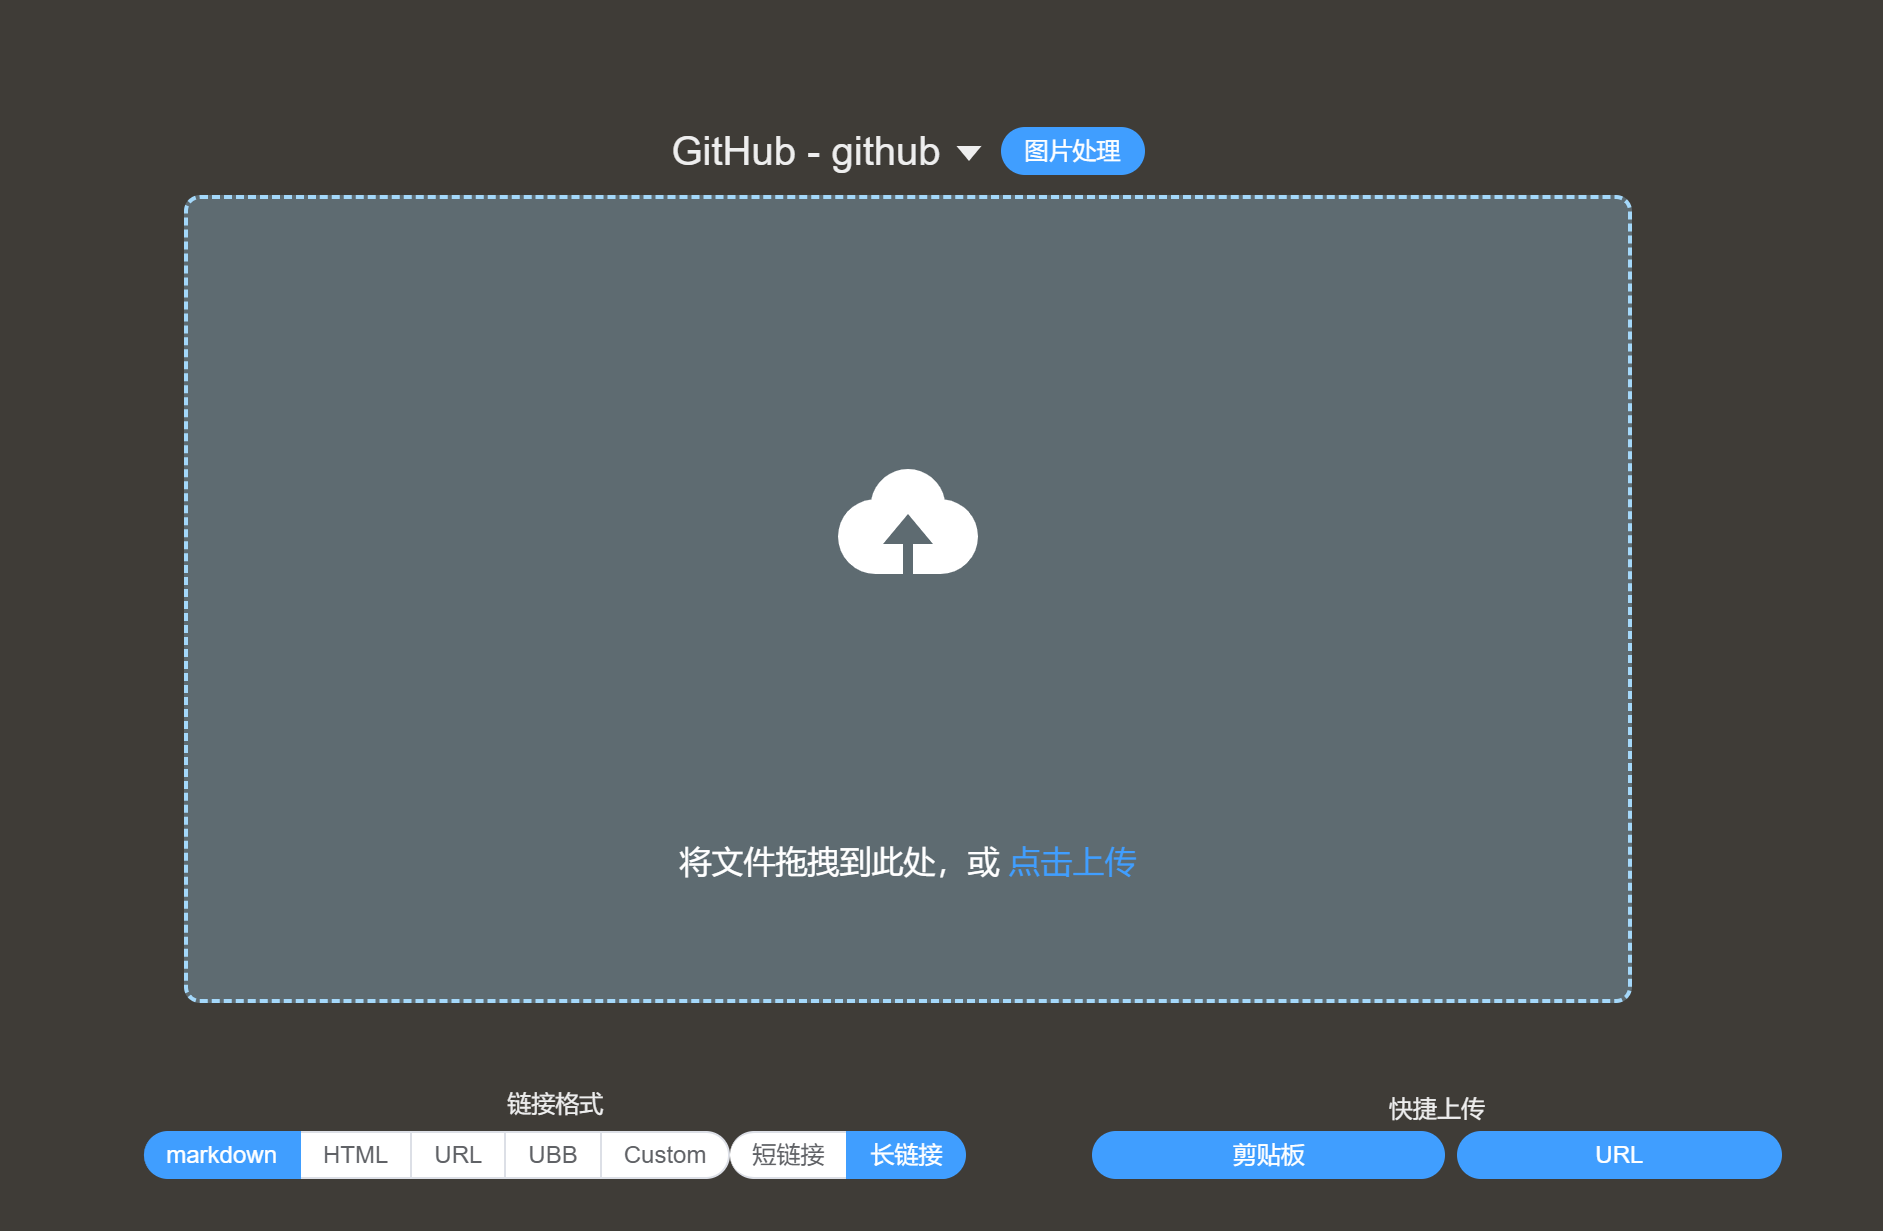 GitHub - github 图片处理
将文件拖拽到此处，或 点击上传
链接格式
markdown HTML URL UBB Custom 短链接 长链接
快捷上传
剪贴板 URL